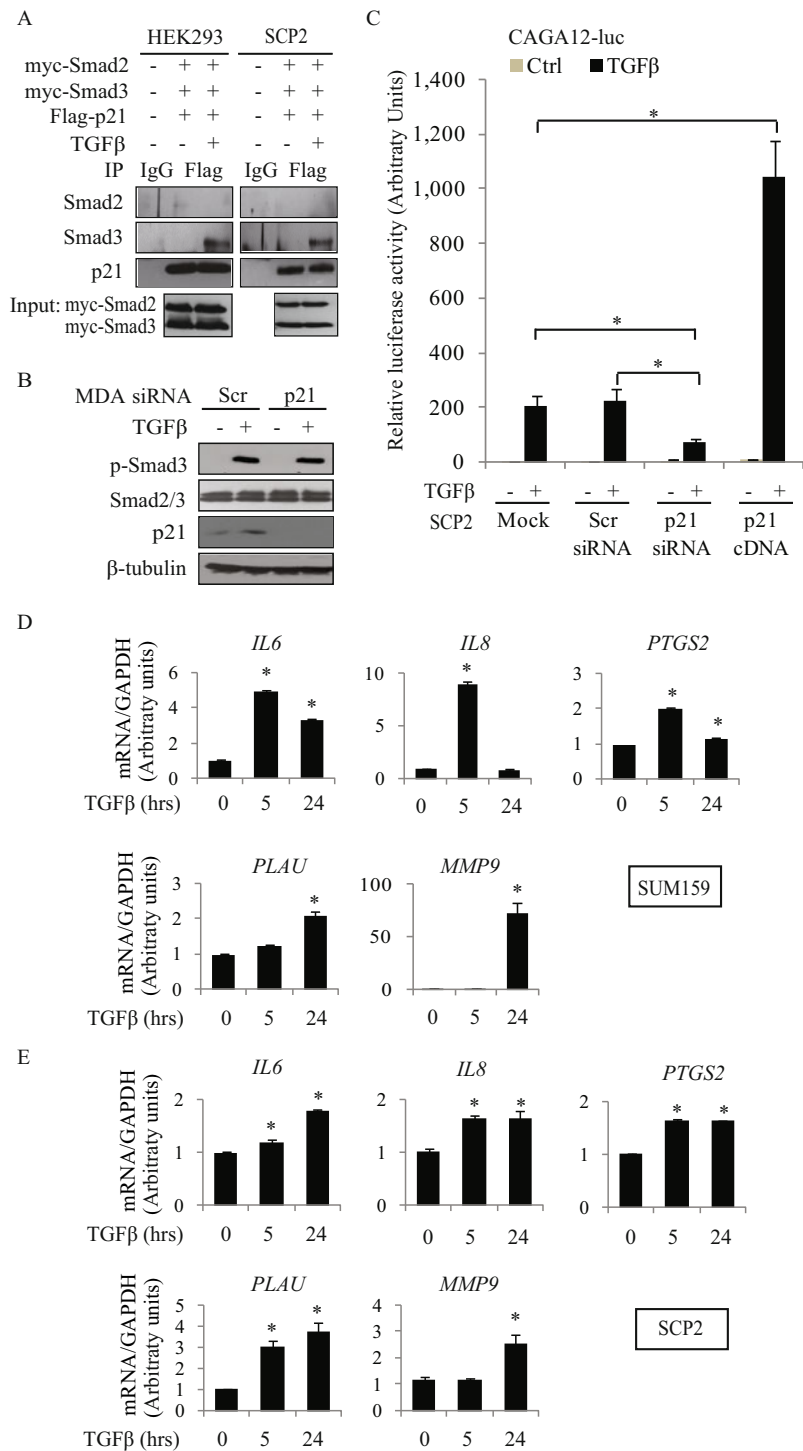 A
HEK293 SCP2
myc-Smad2 - + + - + +
myc-Smad3 - + + - + +
Flag-p21 - + + - + +
TGFβ - - + - - +
IP IgG Flag IgG Flag
Smad2
Smad3
p21
Input: myc-Smad2
myc-Smad3
B
MDA siRNA Scr p21
TGFβ - + - +
p-Smad3
Smad2/3
p21
β-tubulin
C
CAGA12-luc
Ctrl TGFβ
Relative luciferase activity (Arbitraty Units)
1,400
1,200
1,000
800
600
400
200
0
*
*
*
TGFβ - + - + - + - +
SCP2 Mock Scr siRNA p21 siRNA p21 cDNA
D
mRNA/GAPDH
(Arbitraty units)
IL6
6
4
2
0
* *
TGFβ (hrs) 0 5 24
IL8
10
5
0
*
0 5 24
PTGS2
3
2
1
0
* *
0 5 24
mRNA/GAPDH
(Arbitraty units)
PLAU
3
2
1
0
*
TGFβ (hrs) 0 5 24
MMP9
100
50
0
*
0 5 24
SUM159
E
mRNA/GAPDH
(Arbitraty units)
IL6
2
1
0
* *
TGFβ (hrs) 0 5 24
IL8
2
1
0
* *
0 5 24
PTGS2
2
1
0
* *
0 5 24
mRNA/GAPDH
(Arbitraty units)
PLAU
5
4
3
2
1
0
* *
TGFβ (hrs) 0 5 24
MMP9
4
3
2
1
0
*
0 5 24
SCP2